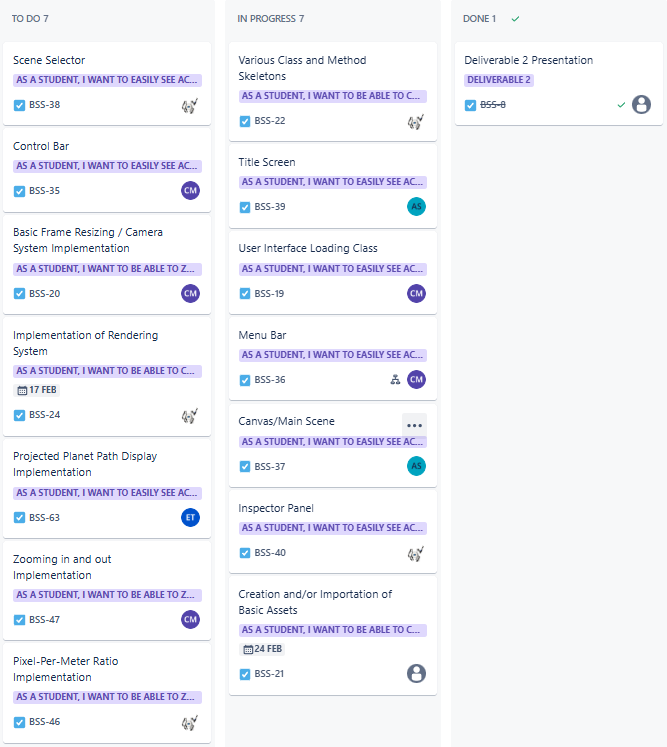 TO DO 7
Scene Selector
AS A STUDENT, I WANT TO EASILY SEE AC...
BSS-38
Control Bar
AS A STUDENT, I WANT TO EASILY SEE AC...
BSS-35
CM
Basic Frame Resizing / Camera
System Implementation
AS A STUDENT, I WANT TO BE ABLE TO Z...
BSS-20
CM
Implementation of Rendering
System
AS A STUDENT, I WANT TO BE ABLE TO C...
17 FEB
BSS-24
Projected Planet Path Display
Implementation
AS A STUDENT, I WANT TO EASILY SEE AC...
BSS-63
ET
Zooming in and out
Implementation
AS A STUDENT, I WANT TO BE ABLE TO Z...
BSS-47
CM
Pixel-Per-Meter Ratio
Implementation
AS A STUDENT, I WANT TO BE ABLE TO Z...
BSS-46
IN PROGRESS 7
Various Class and Method
Skeletons
AS A STUDENT, I WANT TO BE ABLE TO C...
BSS-22
Title Screen
AS A STUDENT, I WANT TO EASILY SEE AC...
BSS-39
AS
User Interface Loading Class
AS A STUDENT, I WANT TO EASILY SEE AC...
BSS-19
CM
Menu Bar
AS A STUDENT, I WANT TO EASILY SEE AC...
BSS-36
CM
Canvas/Main Scene
AS A STUDENT, I WANT TO EASILY SEE AC...
BSS-37
AS
Inspector Panel
AS A STUDENT, I WANT TO EASILY SEE AC...
BSS-40
Creation and/or Importation of
Basic Assets
AS A STUDENT, I WANT TO BE ABLE TO C...
24 FEB
BSS-21
DONE 1
Deliverable 2 Presentation
DELIVERABLE 2
BSS-8